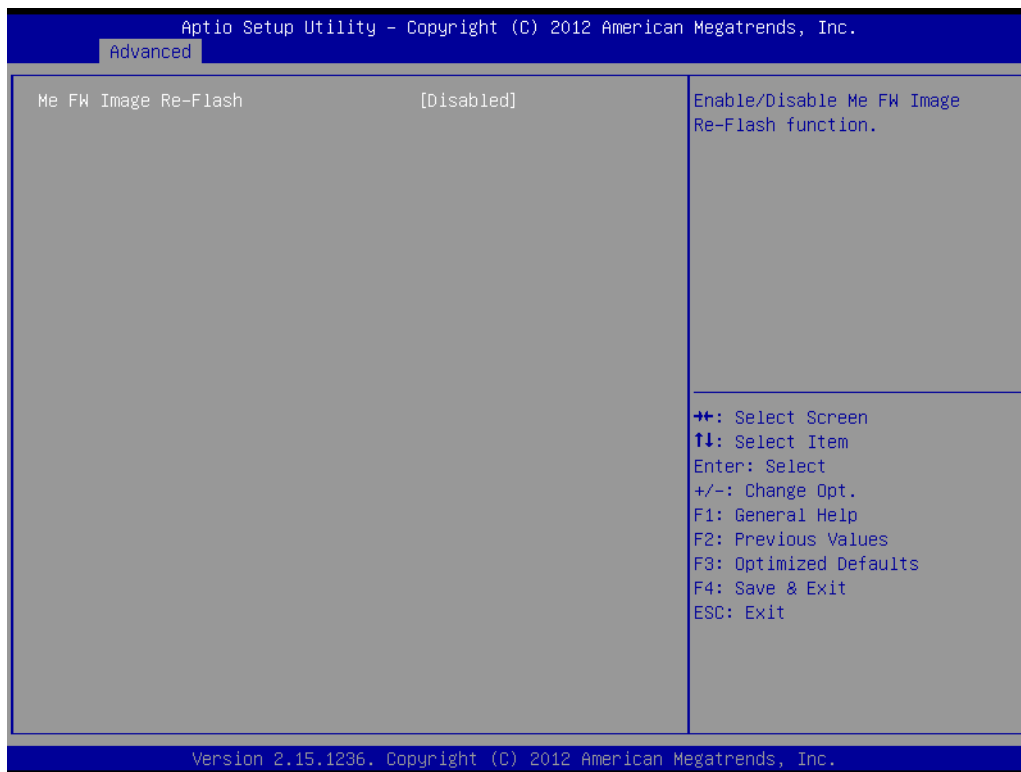 Aptio Setup Utility – Copyright (C) 2012 American Megatrends, Inc.
Advanced
Me FW Image Re-Flash [Disabled]
Enable/Disable Me FW Image
Re-Flash function.
→←: Select Screen
↑↓: Select Item
Enter: Select
+/-: Change Opt.
F1: General Help
F2: Previous Values
F3: Optimized Defaults
F4: Save & Exit
ESC: Exit
Version 2.15.1236. Copyright (C) 2012 American Megatrends, Inc.